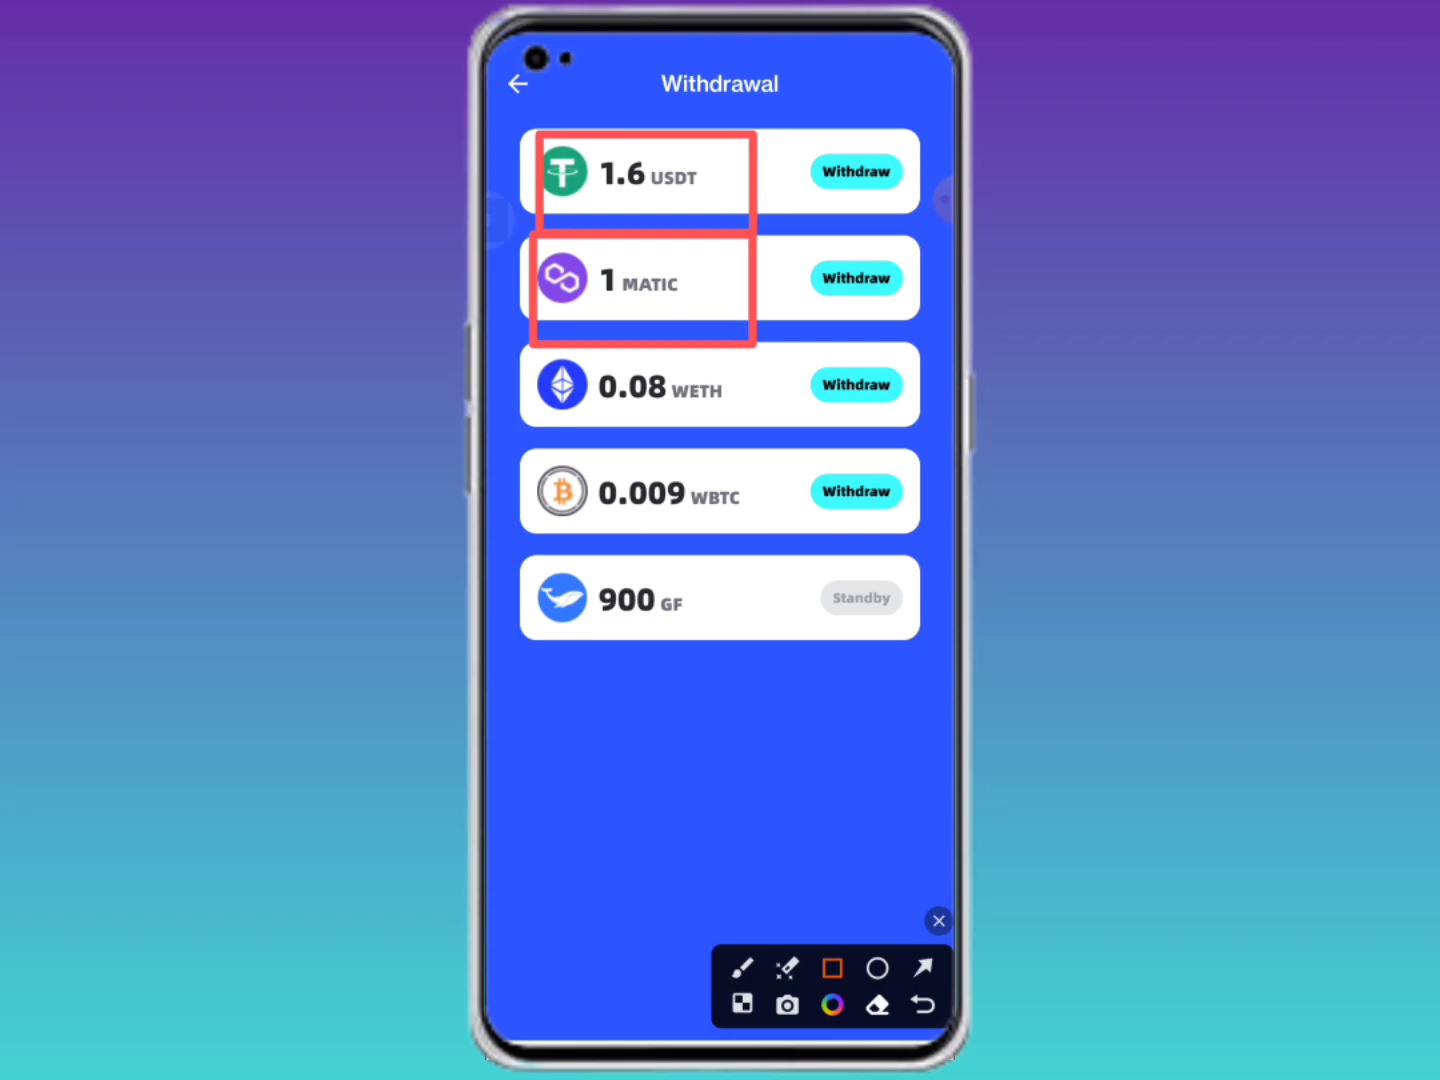 Withdrawal
1.6 USDT
Withdraw
1 MATIC
Withdraw
0.08 WETH
Withdraw
0.009 WBTC
Withdraw
900 GF
Standby